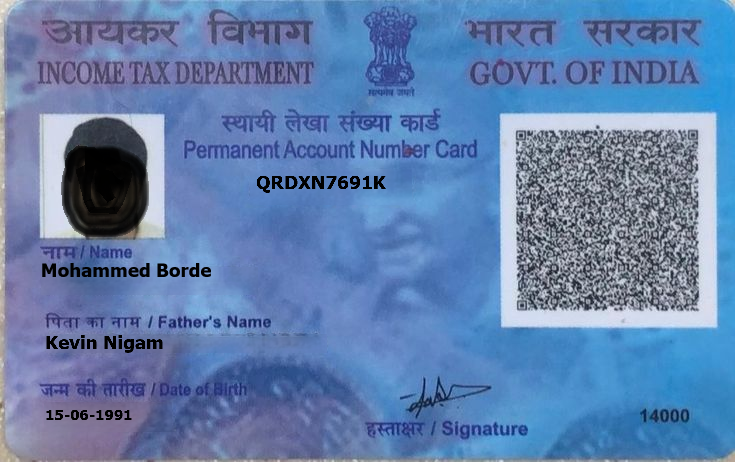 आयकर विभाग
INCOME TAX DEPARTMENT
भारत सरकार
GOVT. OF INDIA
सत्यमेव जयते
स्थायी लेखा संख्या कार्ड
Permanent Account Number Card
QRDXN7691K
नाम / Name
Mohammed Borde
पिता का नाम / Father's Name
Kevin Nigam
जन्म की तारीख / Date of Birth
15-06-1991
हस्ताक्षर / Signature
14000